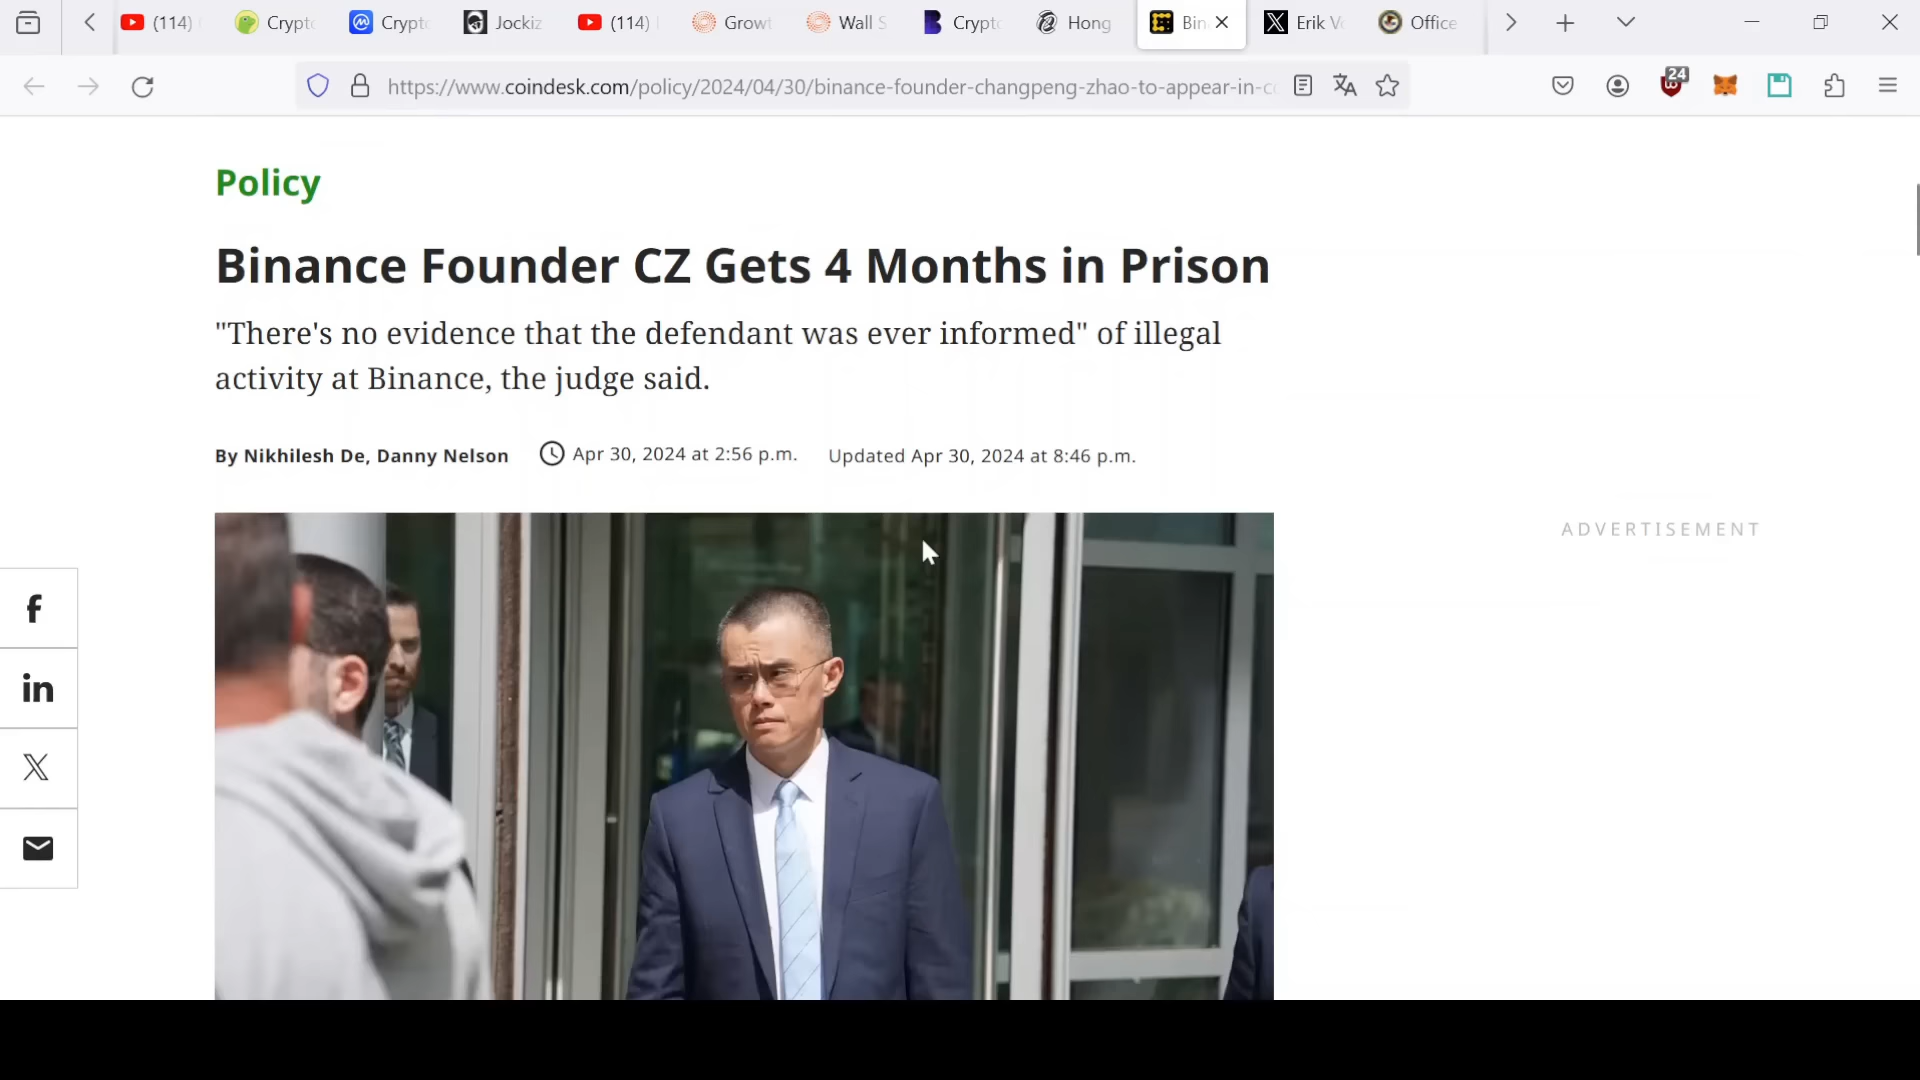 (114)
Crypto
Crypto
Jockiz
(114)
Growt
Wall S
Crypto
Hong
Bin
Erik Vo
Office
https://www.coindesk.com/policy/2024/04/30/binance-founder-changpeng-zhao-to-appear-in-co
24
Policy
Binance Founder CZ Gets 4 Months in Prison
"There's no evidence that the defendant was ever informed" of illegal
activity at Binance, the judge said.
By Nikhilesh De, Danny Nelson Apr 30, 2024 at 2:56 p.m. Updated Apr 30, 2024 at 8:46 p.m.
ADVERTISEMENT